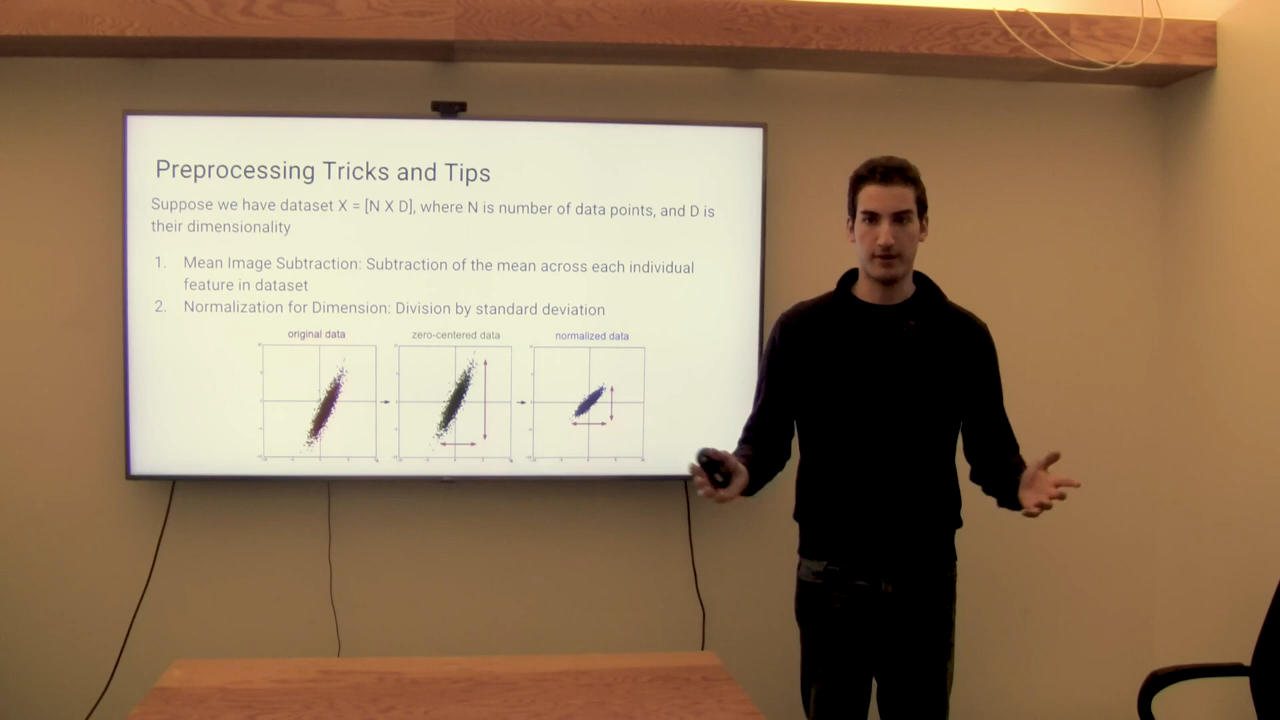 Preprocessing Tricks and Tips
Suppose we have dataset X = [N X D], where N is number of data points, and D is
their dimensionality
1. Mean Image Subtraction: Subtraction of the mean across each individual
feature in dataset
2. Normalization for Dimension: Division by standard deviation
original data zero-centered data normalized data